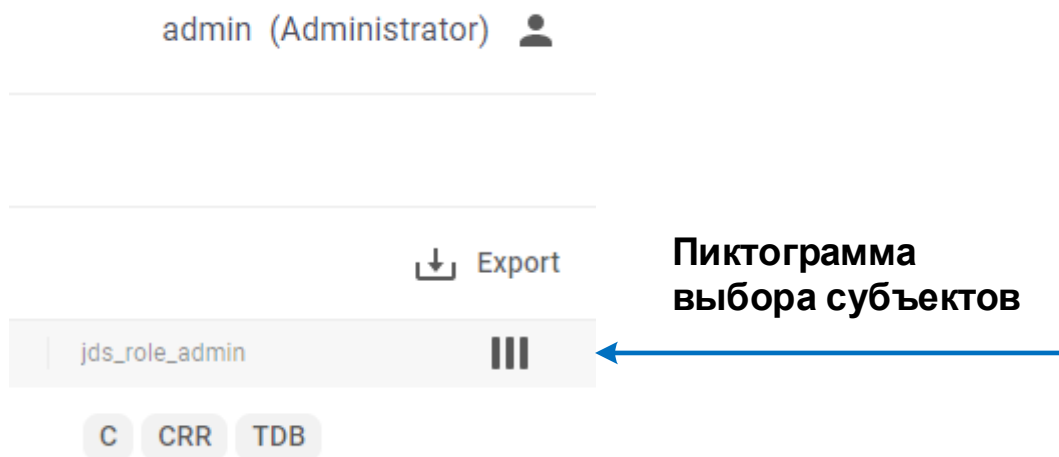 admin (Administrator)
Export
Пиктограмма
выбора субъектов
jds_role_admin
C CRR TDB